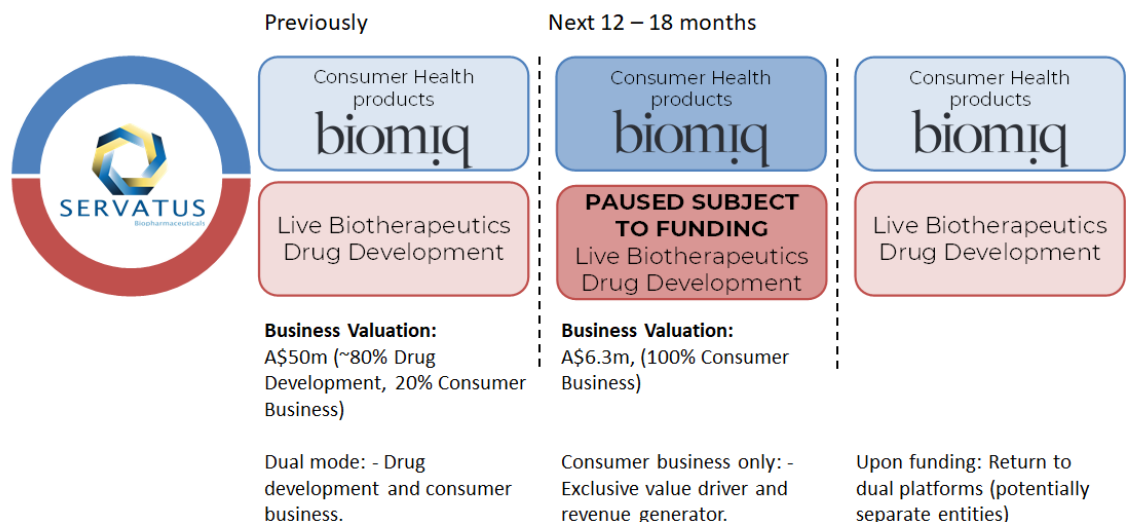 Previously
Next 12 – 18 months
SERVATUS
Biopharmaceuticals
Consumer Health
products
biomiq
Live Biotherapeutics
Drug Development
Business Valuation:
A$50m (~80% Drug
Development, 20% Consumer
Business)
Dual mode: - Drug
development and consumer
business.
Consumer Health
products
biomiq
PAUSED SUBJECT
TO FUNDING
Live Biotherapeutics
Drug Development
Business Valuation:
A$6.3m, (100% Consumer
Business)
Consumer business only: -
Exclusive value driver and
revenue generator.
Consumer Health
products
biomiq
Live Biotherapeutics
Drug Development
Upon funding: Return to
dual platforms (potentially
separate entities)